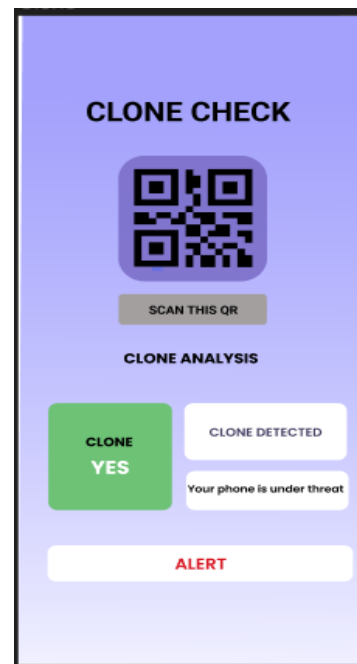 CLONE CHECK
SCAN THIS QR
CLONE ANALYSIS
CLONE
YES
CLONE DETECTED
Your phone is under threat
ALERT